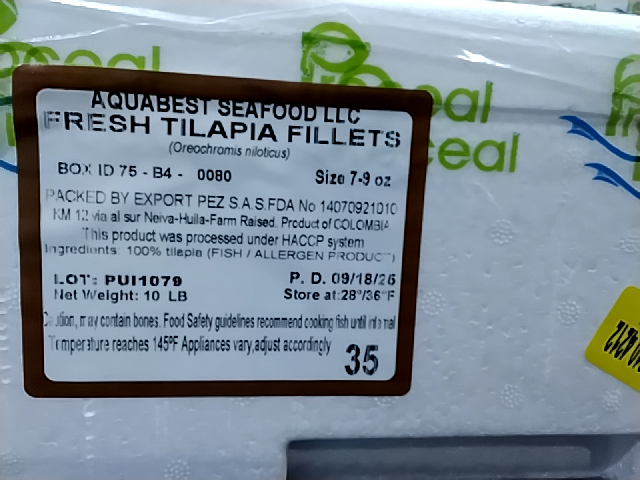 AQUABEST SEAFOOD LLC
FRESH TILAPIA FILLETS
(Oreochromis niloticus)
BOX ID 75 - B4 - 0080 Size 7-9 oz
PACKED BY EXPORT PEZ S.A.S.FDA No 14070921010
KM 12 via al sur Neiva-Huila-Farm Raised. Product of COLOMBIA
This product was processed under HACCP system
Ingredients: 100% tilapia (FISH / ALLERGEN PRODUCT)
LOT: PUI1079 P. D. 09/18/25
Net Weight: 10 LB Store at:28°/36°F
Caution, may contain bones. Food Safety guidelines recommend cooking fish until internal
Temperature reaches 145ºF Appliances vary,adjust accordingly
35
Proseal
Proseal